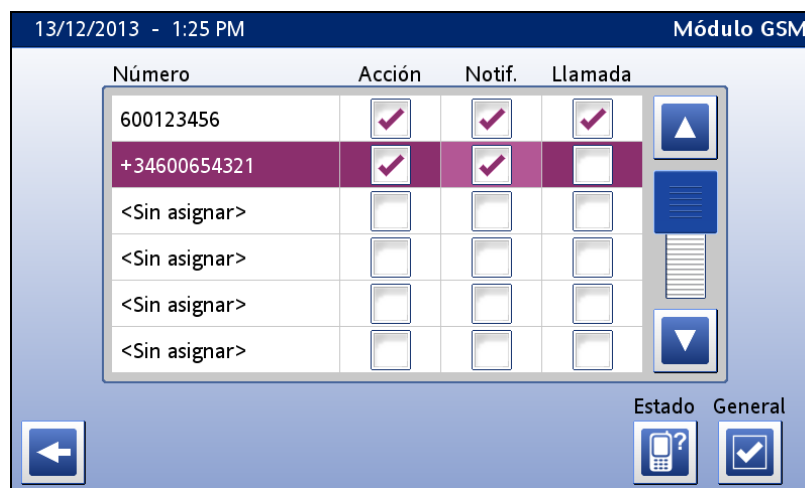 13/12/2013 - 1:25 PM Módulo GSM
Número Acción Notif. Llamada
600123456
+34600654321
<Sin asignar>
<Sin asignar>
<Sin asignar>
<Sin asignar>
Estado General
?